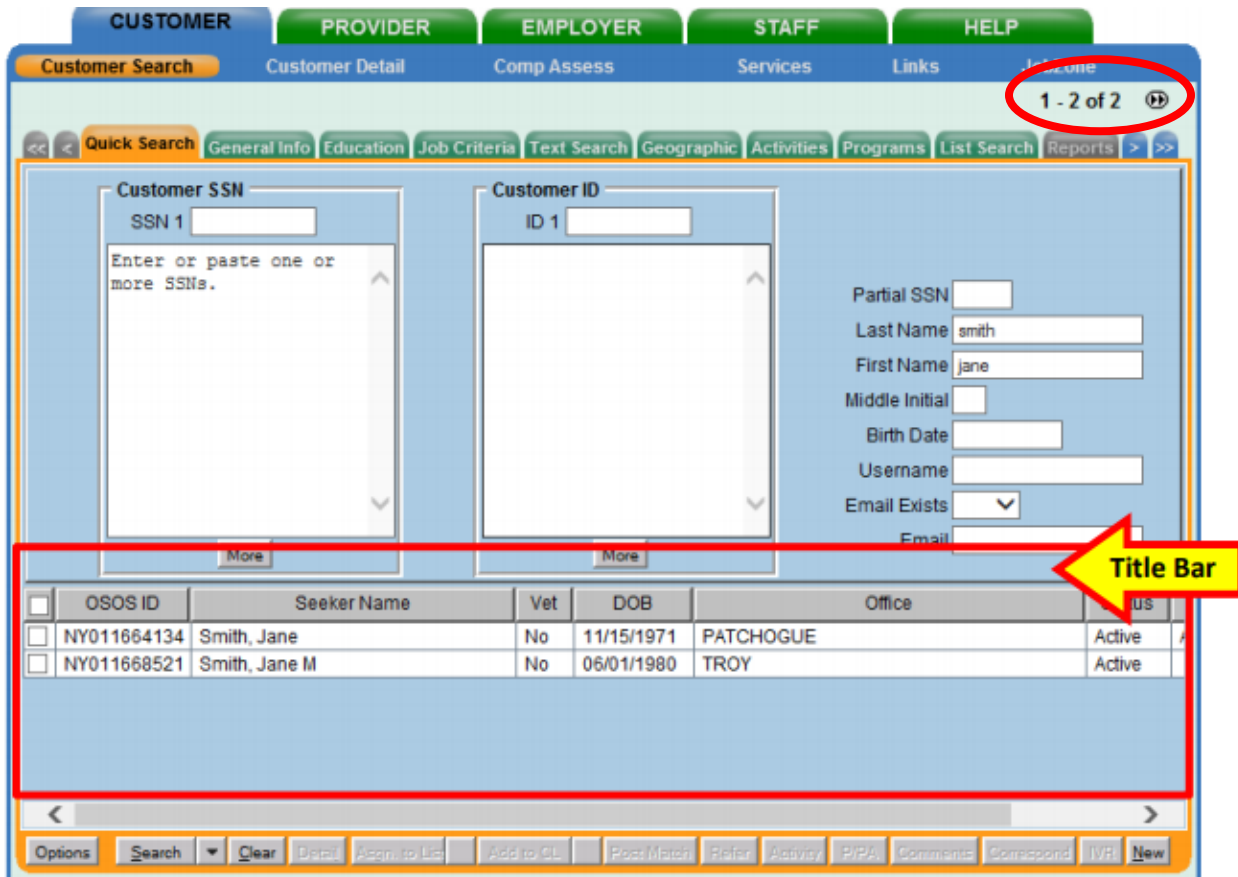 CUSTOMER PROVIDER EMPLOYER STAFF HELP
Customer Search Customer Detail Comp Assess Services Links JobZone
1 - 2 of 2
<< < Quick Search General Info Education Job Criteria Text Search Geographic Activities Programs List Search Reports > >>
Customer SSN Customer ID
SSN 1 ID 1
Enter or paste one or
more SSNs.
Partial SSN
Last Name smith
First Name jane
Middle Initial
Birth Date
Username
Email Exists
Email
More More
Title Bar
OSOS ID Seeker Name Vet DOB Office
NY011664134 Smith, Jane No 11/15/1971 PATCHOGUE Active A
NY011668521 Smith, Jane M No 06/01/1980 TROY Active
Options Search Clear Detail Asgn. to List Add to CL Post Match Refer Activity P/PA Comments Correspond IVR New